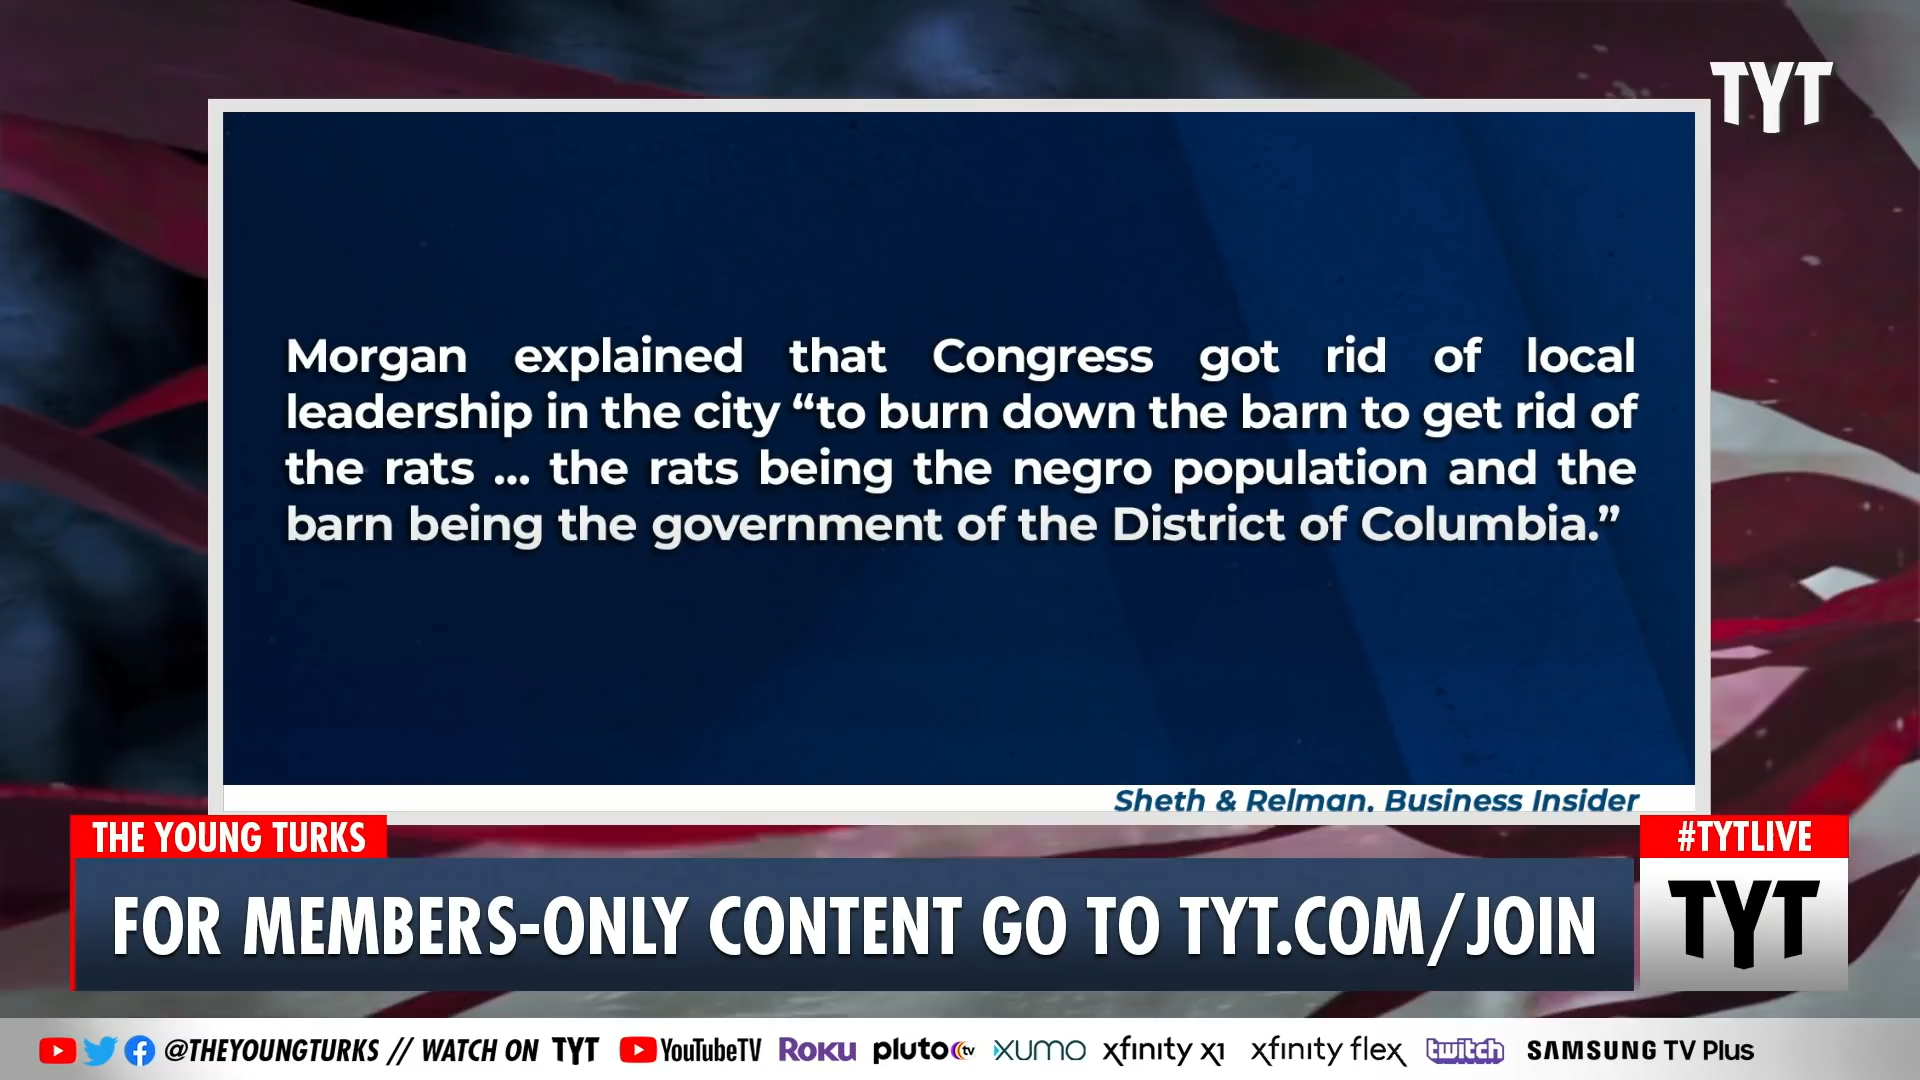 TYT
Morgan explained that Congress got rid of local
leadership in the city “to burn down the barn to get rid of
the rats ... the rats being the negro population and the
barn being the government of the District of Columbia.”
Sheth & Relman, Business Insider
THE YOUNG TURKS
#TYTLIVE
FOR MEMBERS-ONLY CONTENT GO TO TYT.COM/JOIN
TYT
@THEYOUNGTURKS // WATCH ON TYT YouTubeTV ROKU pluto tv XUMO xfinity x1 xfinity flex twitch SAMSUNG TV Plus